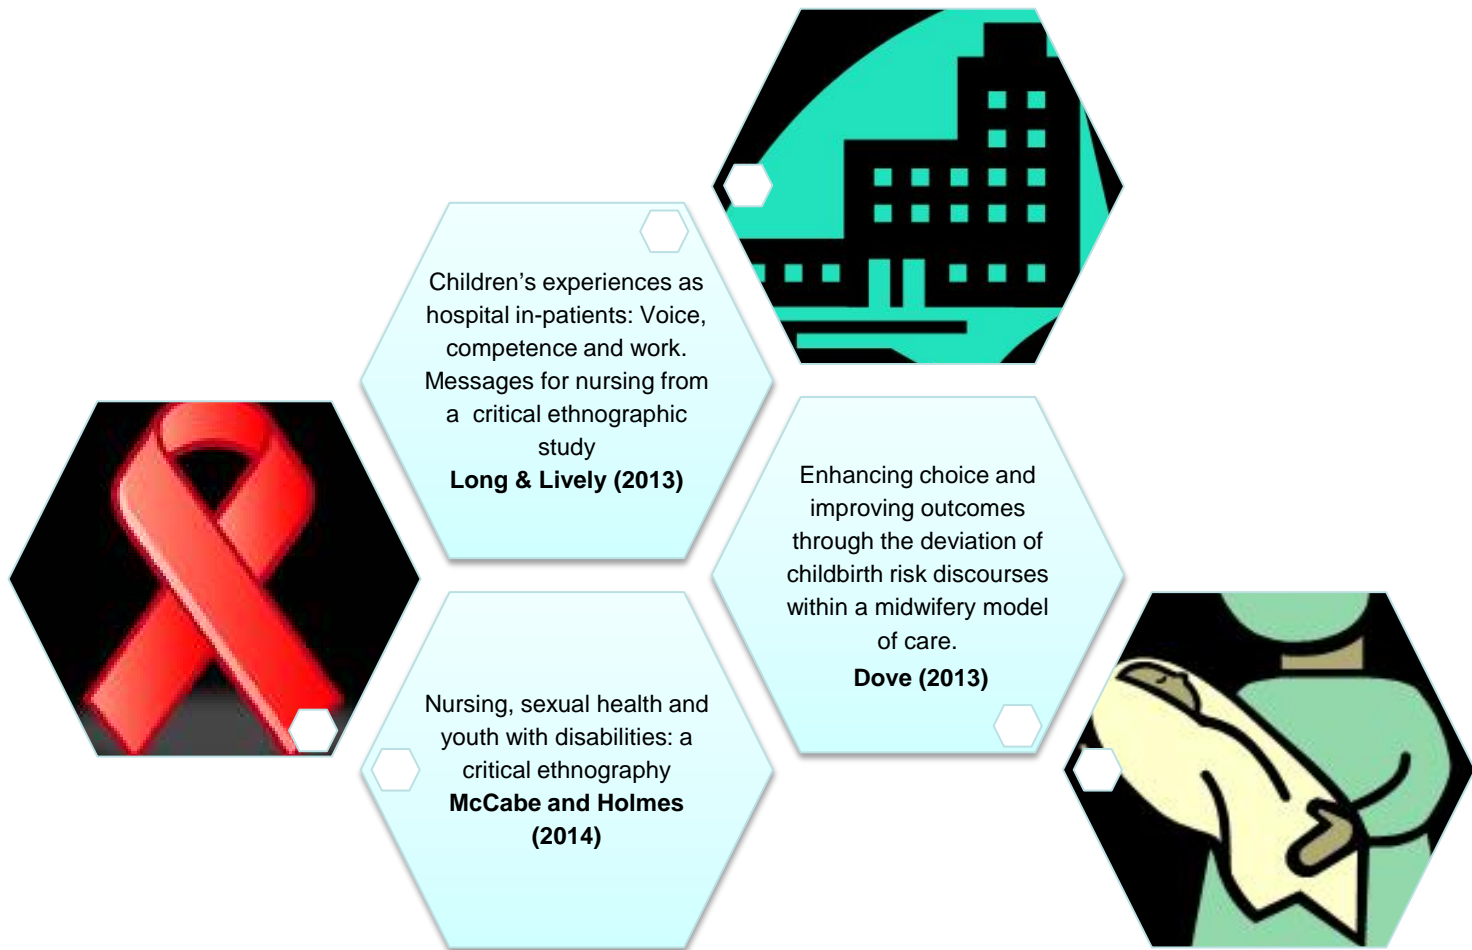 Children’s experiences as
hospital in-patients: Voice,
competence and work.
Messages for nursing from
a  critical ethnographic
study
Long & Lively (2013)
Enhancing choice and
improving outcomes
through the deviation of
childbirth risk discourses
within a midwifery model
of care.
Dove (2013)
Nursing, sexual health and
youth with disabilities: a
critical ethnography
McCabe and Holmes
(2014)